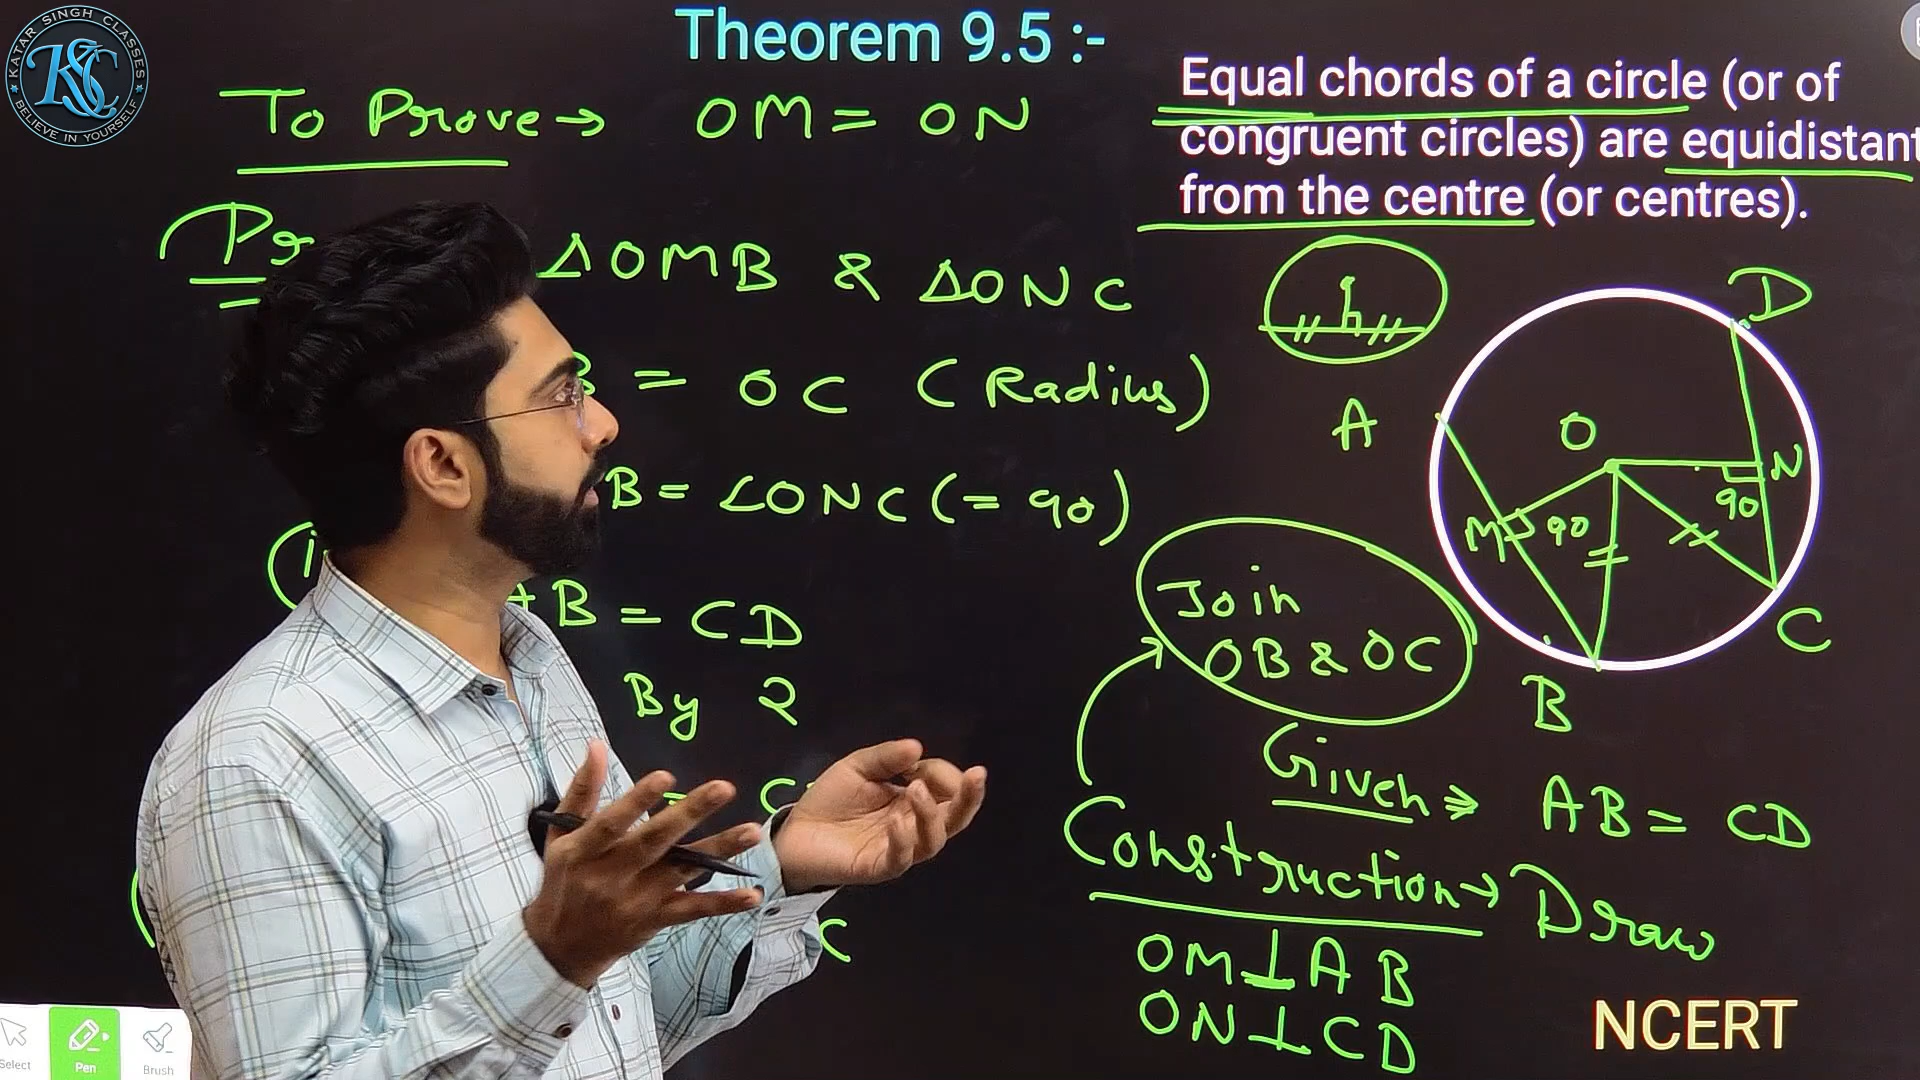 KATAR SINGH CLASSES
KSC
BELIEVE IN YOURSELF
Theorem 9.5 :-
Equal chords of a circle (or of
congruent circles) are equidistant
from the centre (or centres).
To Prove → OM = ON
ΔOMB & ΔONC
B = OC (Radius)
B = ∠ONC (= 90)
AB = CD
By 2
=
C
A
D
O
N
M
90
90
C
B
Join
OB & OC
Given ⇒ AB = CD
Construction → Draw
OM ⊥ AB
ON ⊥ CD
NCERT
Select
Pen
Brush